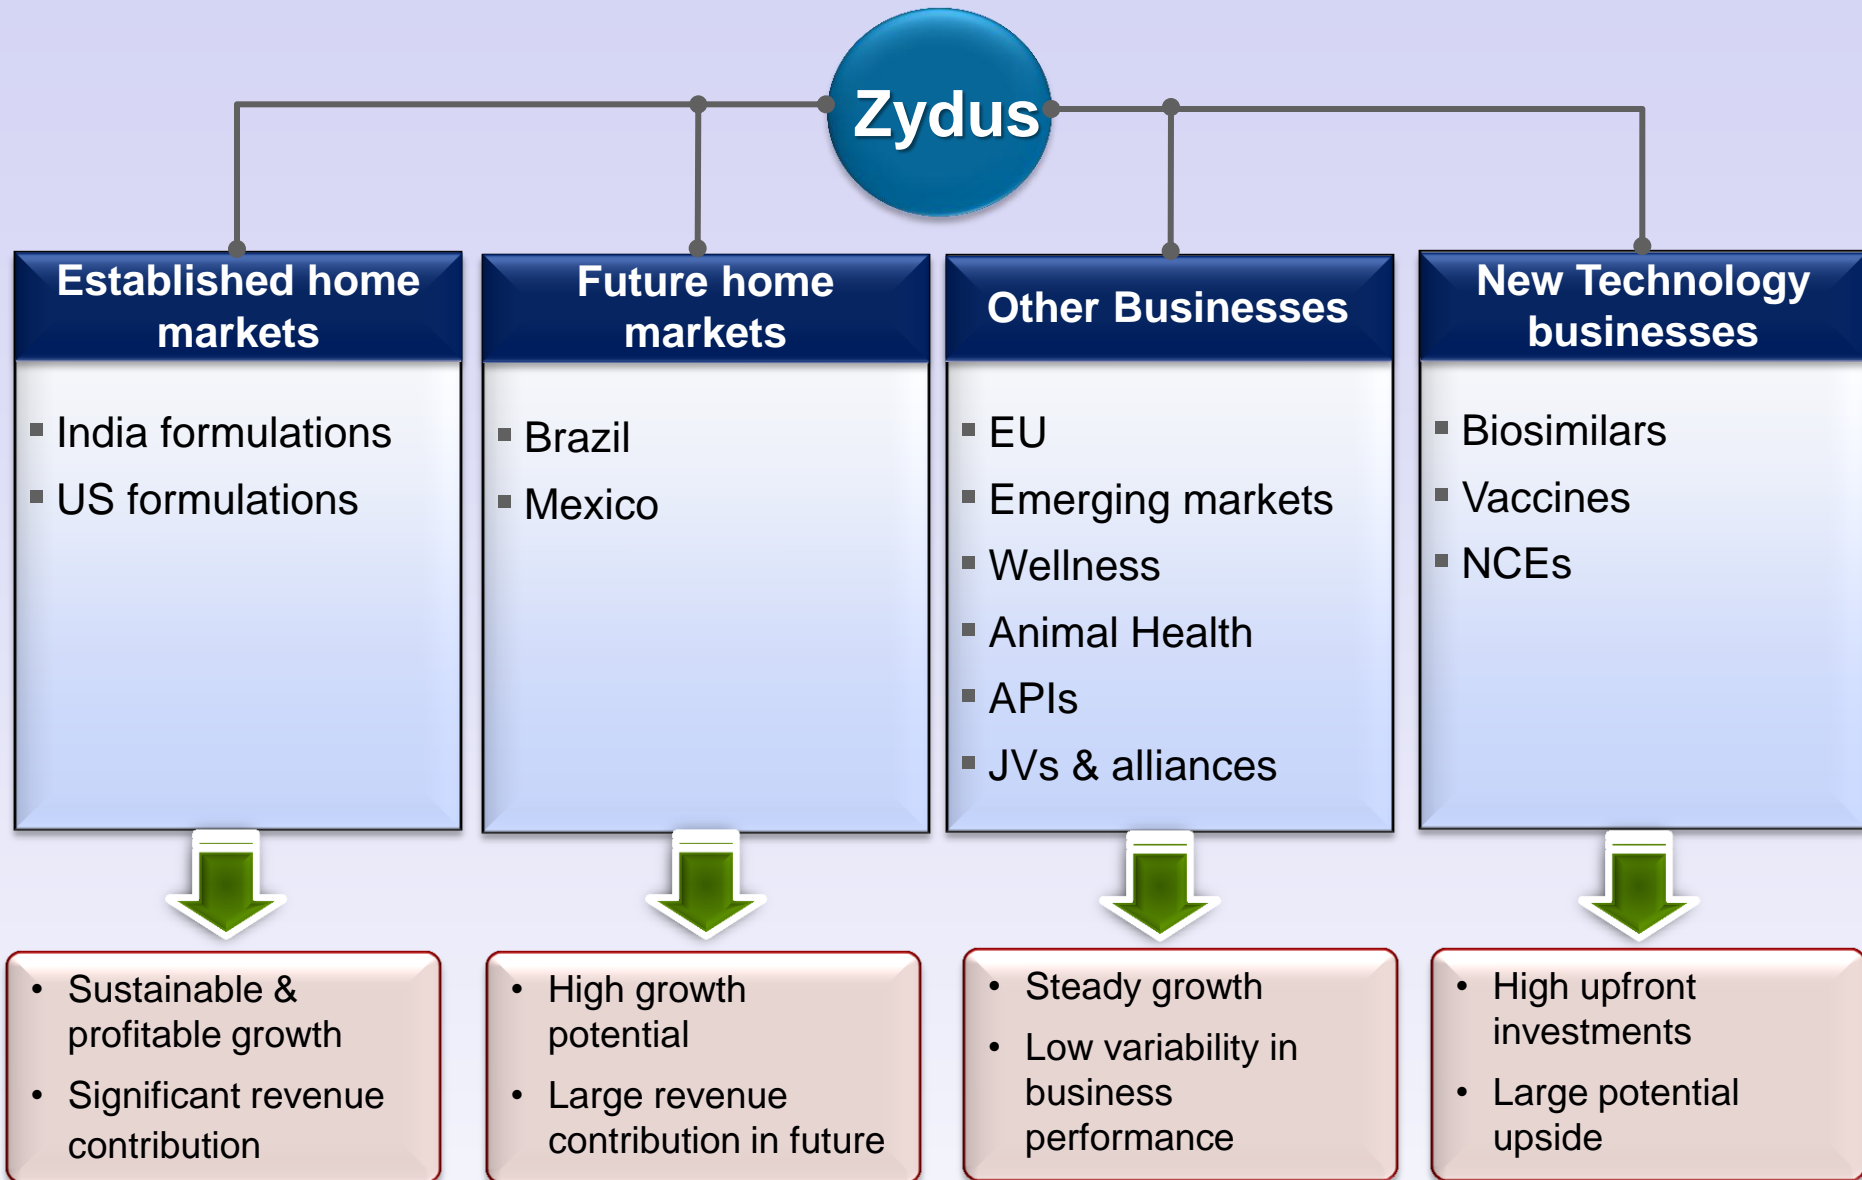 Zydus
Established home
markets
India formulations
US formulations
Sustainable &
profitable growth
Significant revenue
contribution
Future home
markets
Brazil
Mexico
High growth
potential
Large revenue
contribution in future
Other Businesses
EU
Emerging markets
Wellness
Animal Health
APIs
JVs & alliances
Steady growth
Low variability in
business
performance
New Technology
businesses
Biosimilars
Vaccines
NCEs
High upfront
investments
Large potential
upside